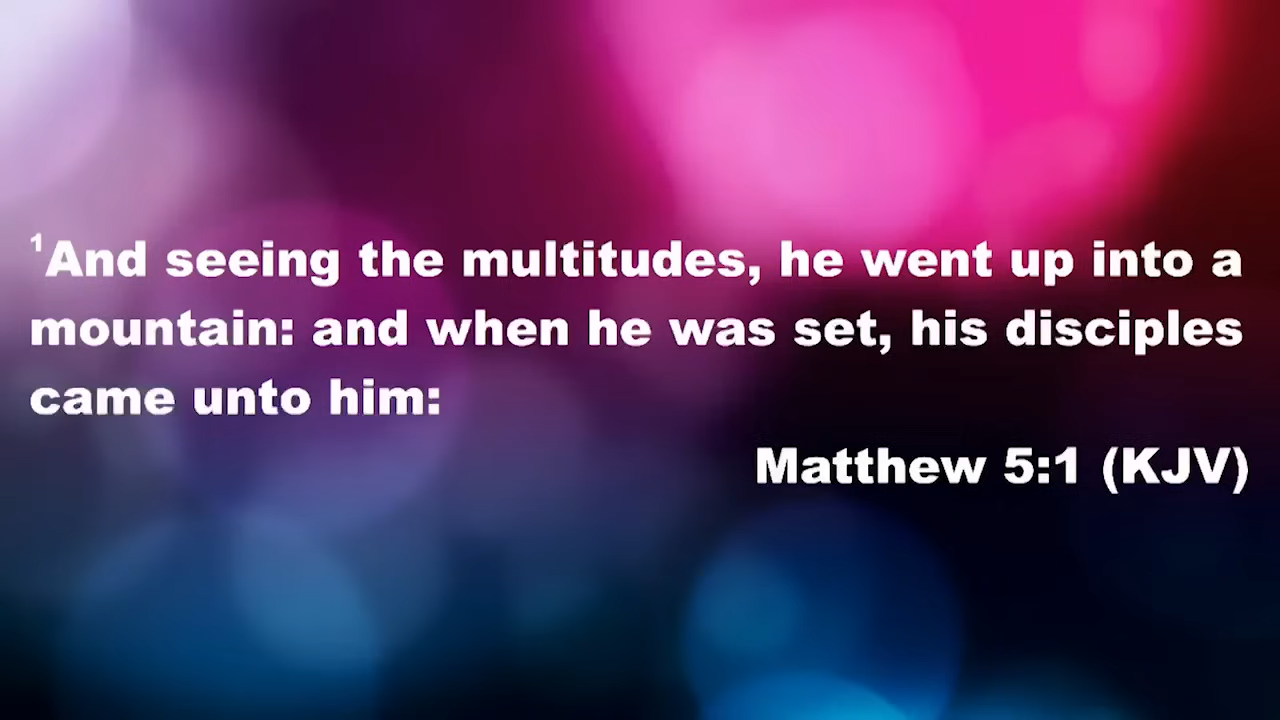 ¹And seeing the multitudes, he went up into a
mountain: and when he was set, his disciples
came unto him:
Matthew 5:1 (KJV)